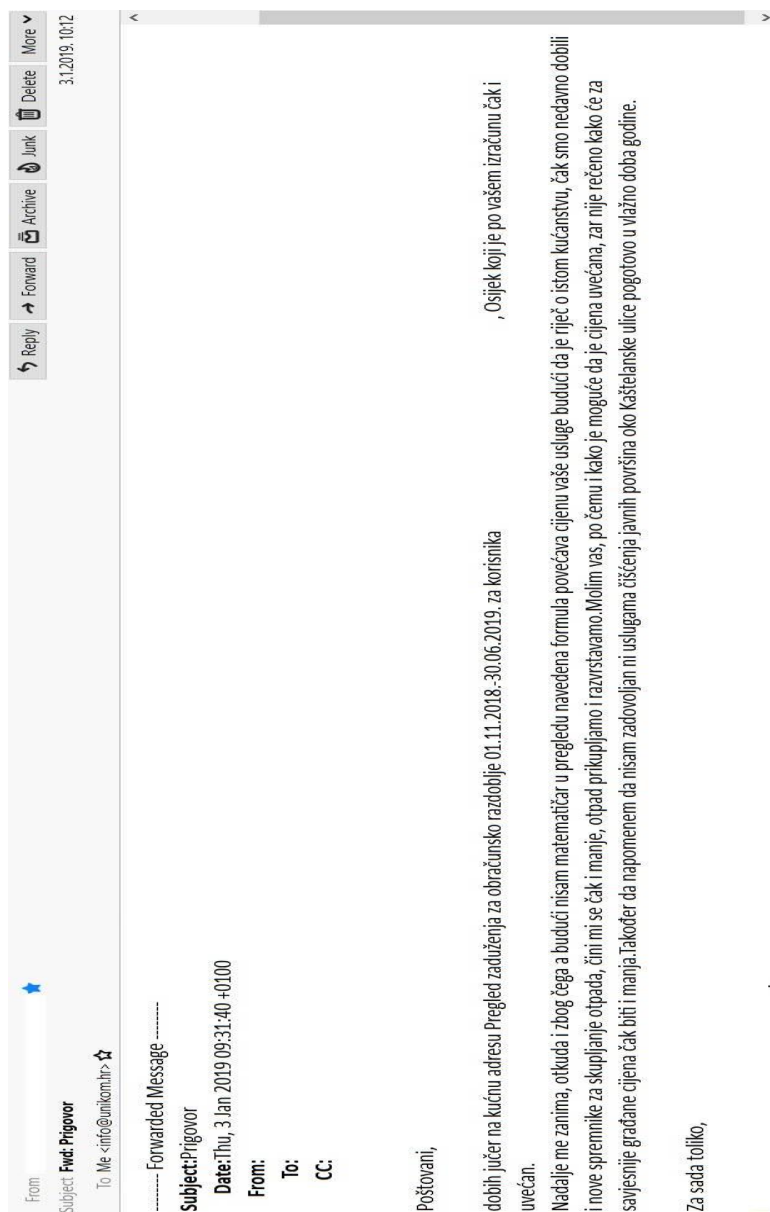 Reply Forward Archive Junk Delete More
From
Subject Fwd: Prigovor 3.1.2019. 10:12
To Me <info@unikom.hr>
-------- Forwarded Message --------
Subject:Prigovor
Date:Thu, 3 Jan 2019 09:31:40 +0100
From:
To:
CC:
Poštovani,
dobih jučer na kućnu adresu Pregled zaduženja za obračunsko razdoblje 01.11.2018.-30.06.2019. za korisnika , Osijek koji je po vašem izračunu čak i
uvećan.
Nadalje me zanima, otkuda i zbog čega a budući nisam matematičar u pregledu navedena formula povećava cijenu vaše usluge budući da je riječ o istom kućanstvu, čak smo nedavno dobili
i nove spremnike za skupljanje otpada, čini mi se čak i manje, otpad prikupljamo i razvrstavamo.Molim vas, po čemu i kako je moguće da je cijena uvećana, zar nije rečeno kako će za
savjesnije građane cijena čak biti i manja.Također da napomenem da nisam zadovoljan ni uslugama čišćenja javnih površina oko Kaštelanske ulice pogotovo u vlažno doba godine.
Za sada toliko,